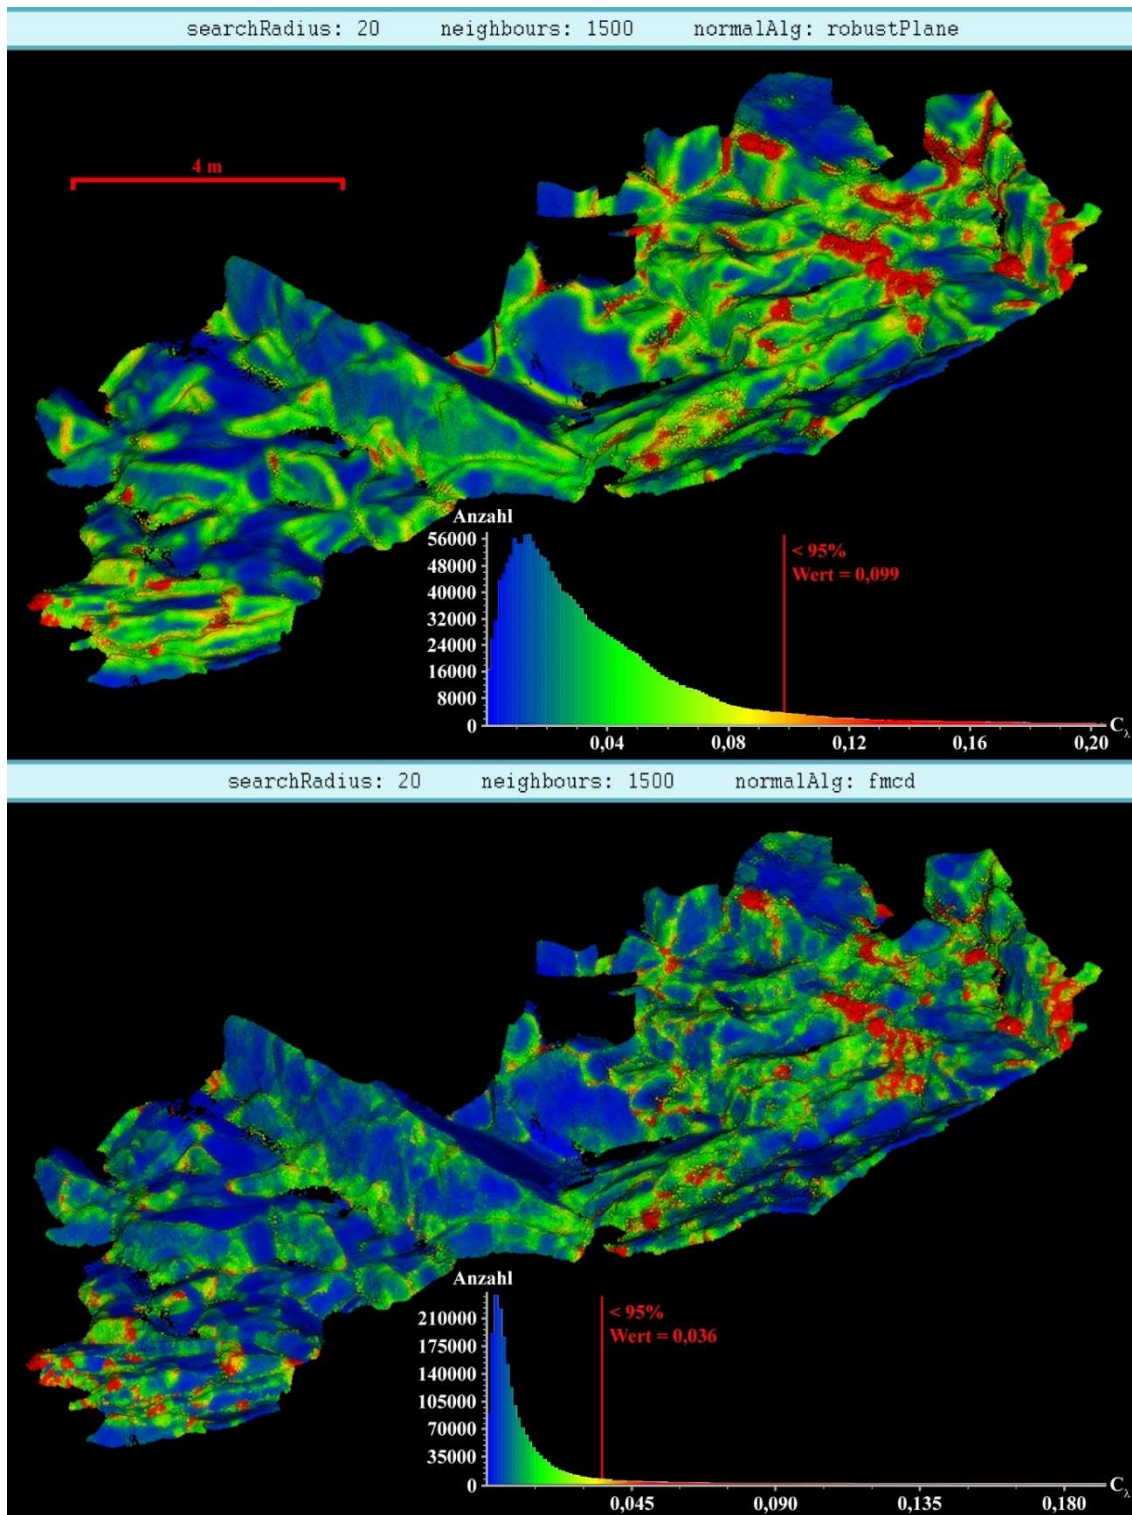 searchRadius: 20 neighbours: 1500 normalAlg: robustPlane
4 m
Anzahl
56000
48000
40000
32000
24000
16000
8000
0
< 95%
Wert = 0,099
0,04 0,08 0,12 0,16 0,20 Cλ
searchRadius: 20 neighbours: 1500 normalAlg: fmcd
Anzahl
210000
175000
140000
105000
70000
35000
0
< 95%
Wert = 0,036
0,045 0,090 0,135 0,180 Cλ